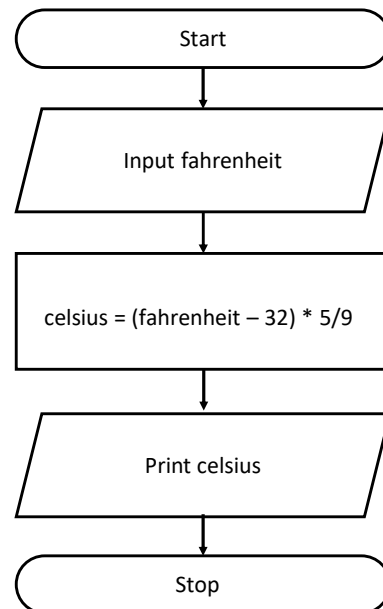 Start
Input fahrenheit
celsius = (fahrenheit – 32) * 5/9
Print celsius
Stop